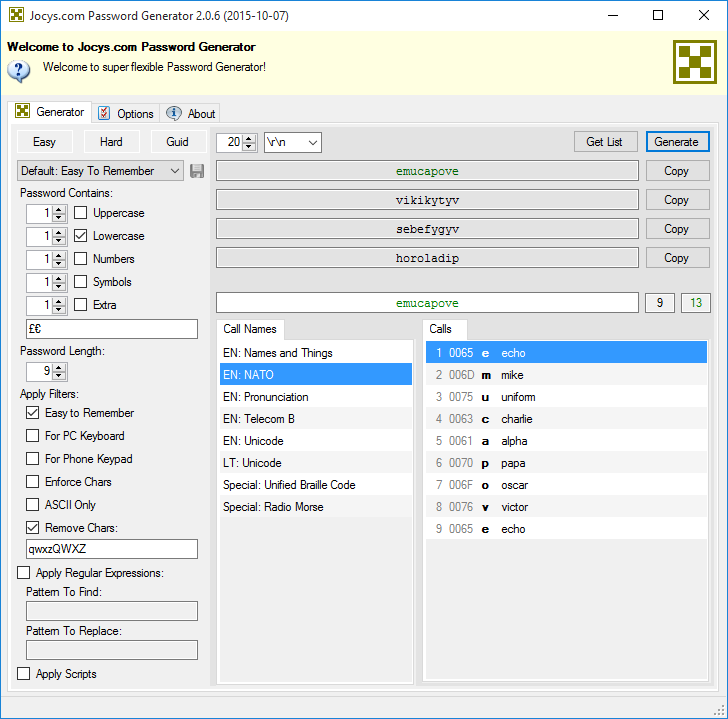 Jocys.com Password Generator 2.0.6 (2015-10-07)
Welcome to Jocys.com Password Generator
Welcome to super flexible Password Generator!
Generator Options About
Easy Hard Guid
20 \r\n Get List Generate
Default: Easy To Remember
Password Contains:
1 Uppercase
1 Lowercase
1 Numbers
1 Symbols
1 Extra
£€
Password Length:
9
Apply Filters:
Easy to Remember
For PC Keyboard
For Phone Keypad
Enforce Chars
ASCII Only
Remove Chars:
qwxzQWXZ
Apply Regular Expressions:
Pattern To Find:
Pattern To Replace:
Apply Scripts
emucapove Copy
vikikytyv Copy
sebefygyv Copy
horoladip Copy
emucapove 9 13
Call Names
EN: Names and Things
EN: NATO
EN: Pronunciation
EN: Telecom B
EN: Unicode
LT: Unicode
Special: Unified Braille Code
Special: Radio Morse
Calls
1 0065 e echo
2 006D m mike
3 0075 u uniform
4 0063 c charlie
5 0061 a alpha
6 0070 p papa
7 006F o oscar
8 0076 v victor
9 0065 e echo